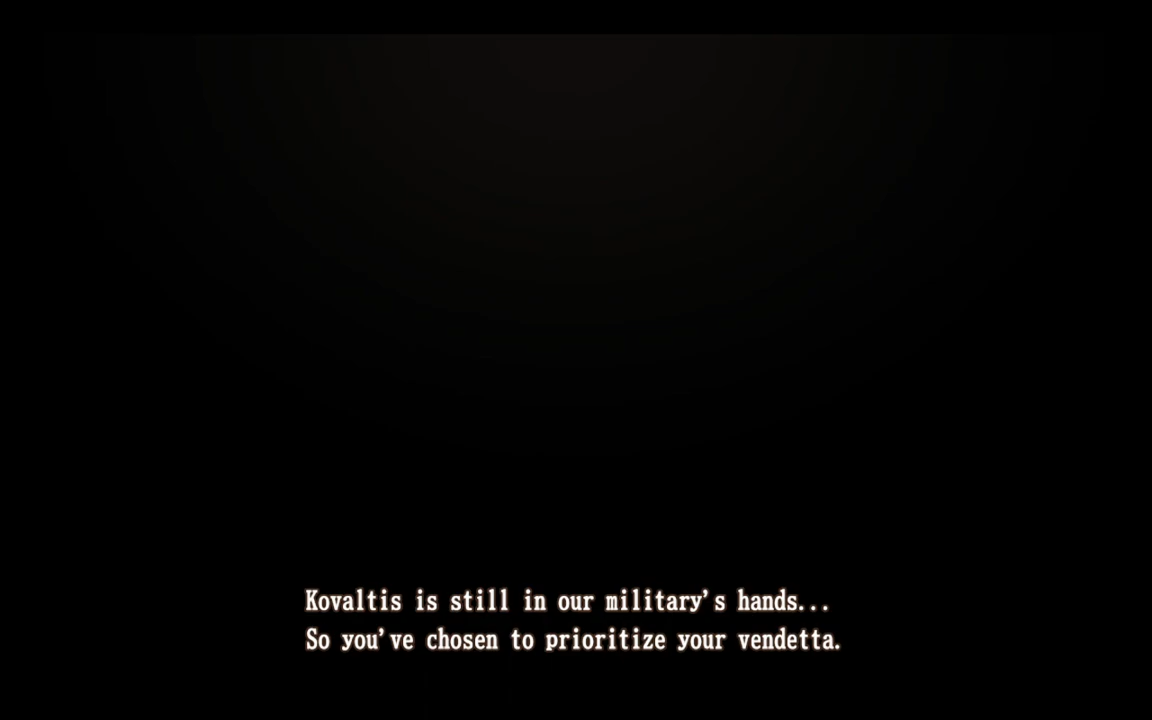 Kovaltis is still in our military's hands...
So you've chosen to prioritize your vendetta.